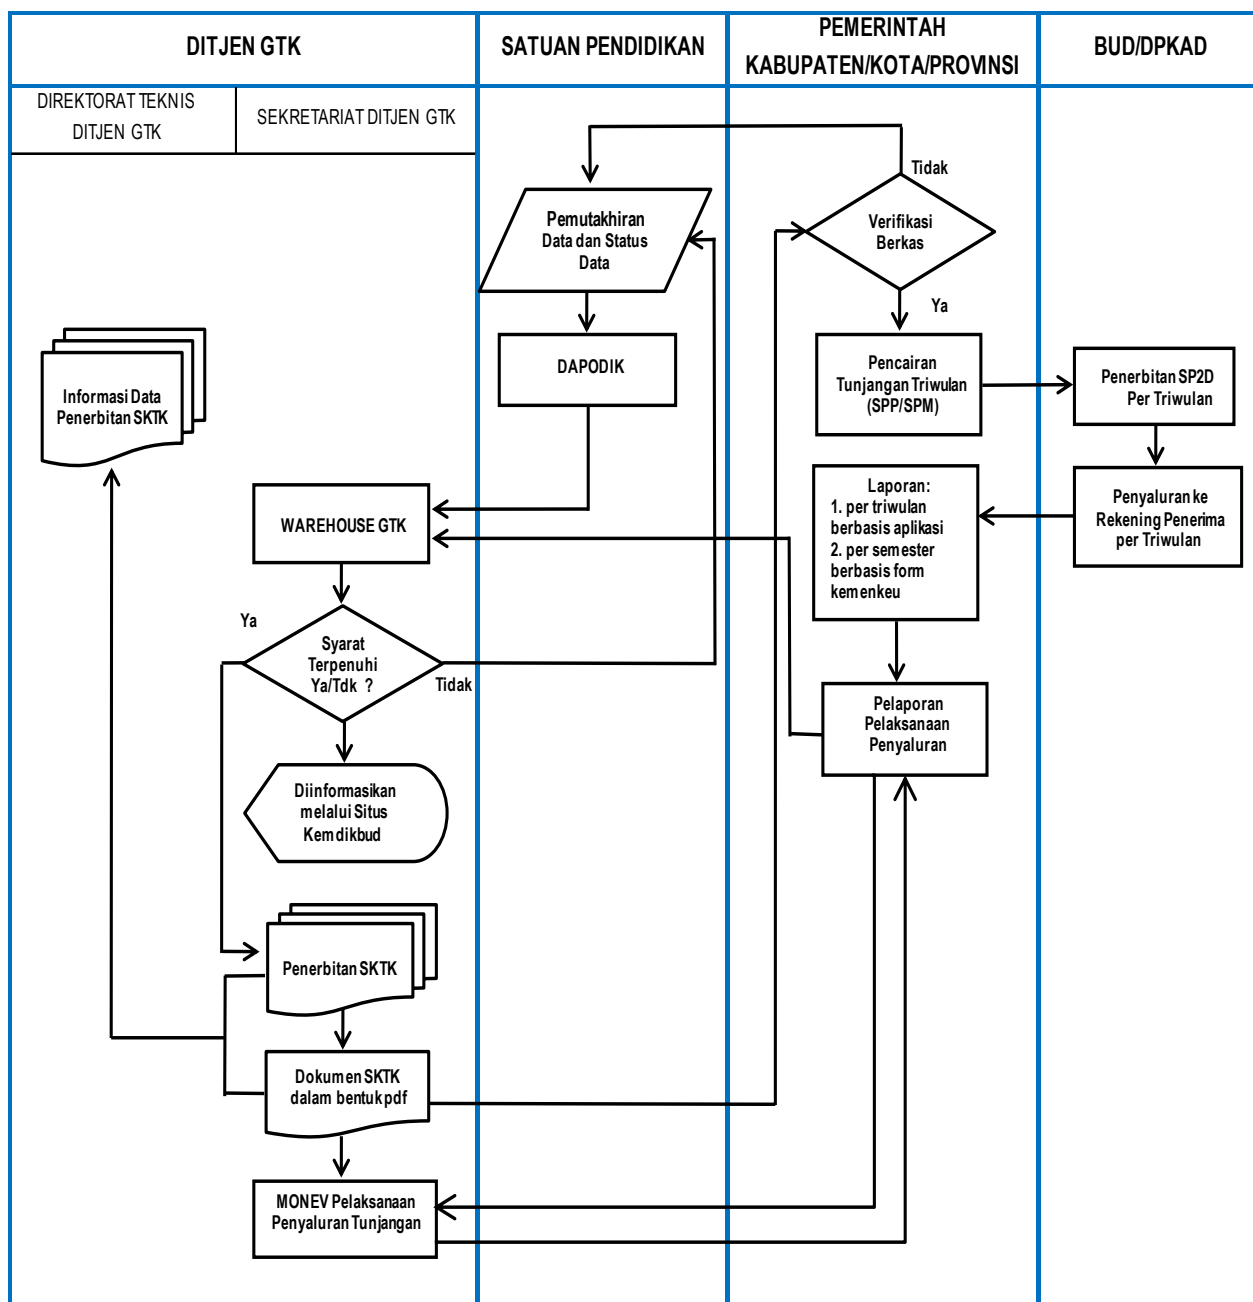 DITJEN GTK
SATUAN PENDIDIKAN
PEMERINTAH
KABUPATEN/KOTA/PROVINSI
BUD/DPKAD
DIREKTORAT TEKNIS
DITJEN GTK
SEKRETARIAT DITJEN GTK
Tidak
Pemutakhiran
Data dan Status
Data
Verifikasi
Berkas
Ya
DAPODIK
Pencairan
Tunjangan Triwulan
(SPP/SPM)
Penerbitan SP2D
Per Triwulan
Informasi Data
Penerbitan SKTK
Laporan:
1. per triwulan
berbasis aplikasi
2. per semester
berbasis form
kemenkeu
Penyaluran ke
Rekening Penerima
per Triwulan
WAREHOUSE GTK
Ya
Syarat
Terpenuhi
Ya/Tdk ?
Tidak
Pelaporan
Pelaksanaan
Penyaluran
Diinformasikan
melalui Situs
Kemdikbud
Penerbitan SKTK
Dokumen SKTK
dalam bentuk pdf
MONEV Pelaksanaan
Penyaluran Tunjangan